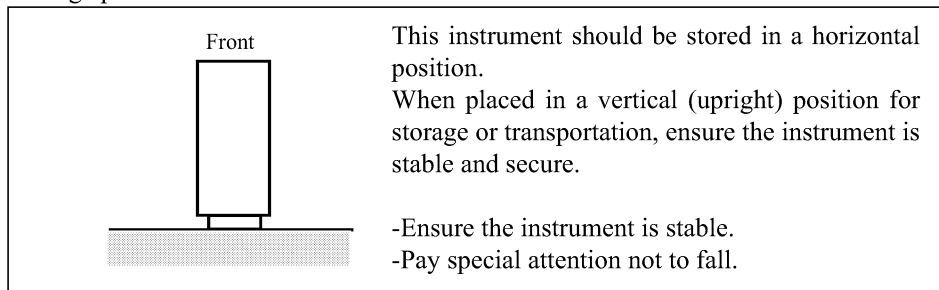 Front
This instrument should be stored in a horizontal
position.
When placed in a vertical (upright) position for
storage or transportation, ensure the instrument is
stable and secure.
-Ensure the instrument is stable.
-Pay special attention not to fall.